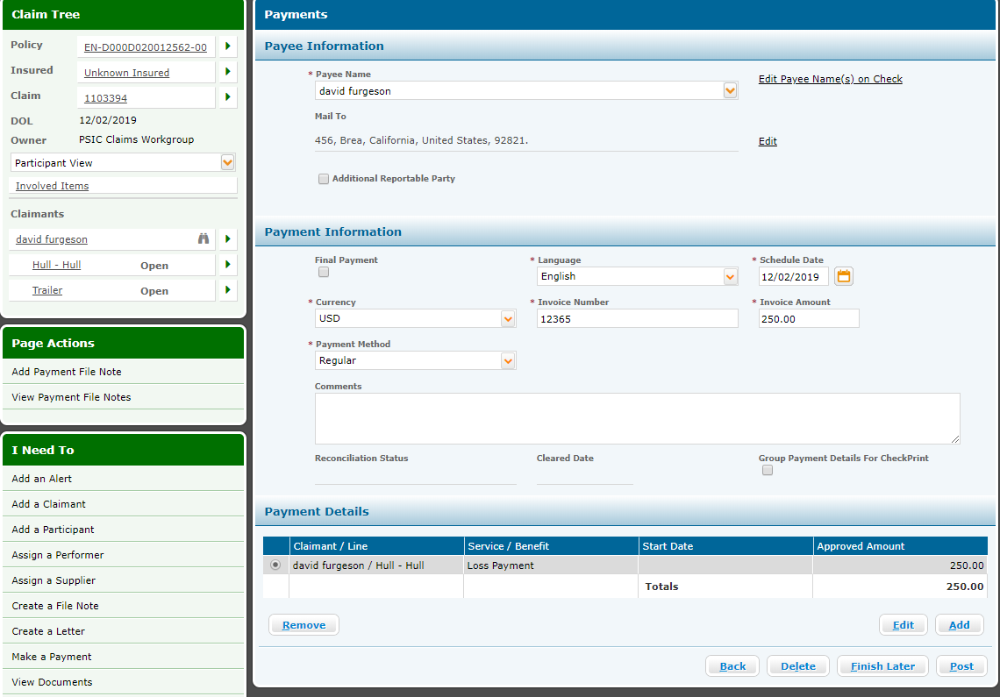 Claim Tree
Policy EN-D000D020012562-00
Insured Unknown Insured
Claim 1103394
DOL 12/02/2019
Owner PSIC Claims Workgroup
Participant View
Involved Items
Claimants
david furgeson
Hull - Hull Open
Trailer Open
Page Actions
Add Payment File Note
View Payment File Notes
I Need To
Add an Alert
Add a Claimant
Add a Participant
Assign a Performer
Assign a Supplier
Create a File Note
Create a Letter
Make a Payment
View Documents
Payments
Payee Information
* Payee Name
david furgeson Edit Payee Name(s) on Check
Mail To
456, Brea, California, United States, 92821. Edit
Additional Reportable Party
Payment Information
Final Payment * Language * Schedule Date
English 12/02/2019
* Currency * Invoice Number * Invoice Amount
USD 12365 250.00
* Payment Method
Regular
Comments
Reconciliation Status Cleared Date Group Payment Details For CheckPrint
Payment Details
Claimant / Line Service / Benefit Start Date Approved Amount
david furgeson / Hull - Hull Loss Payment 250.00
Totals 250.00
Remove Edit Add
Back Delete Finish Later Post